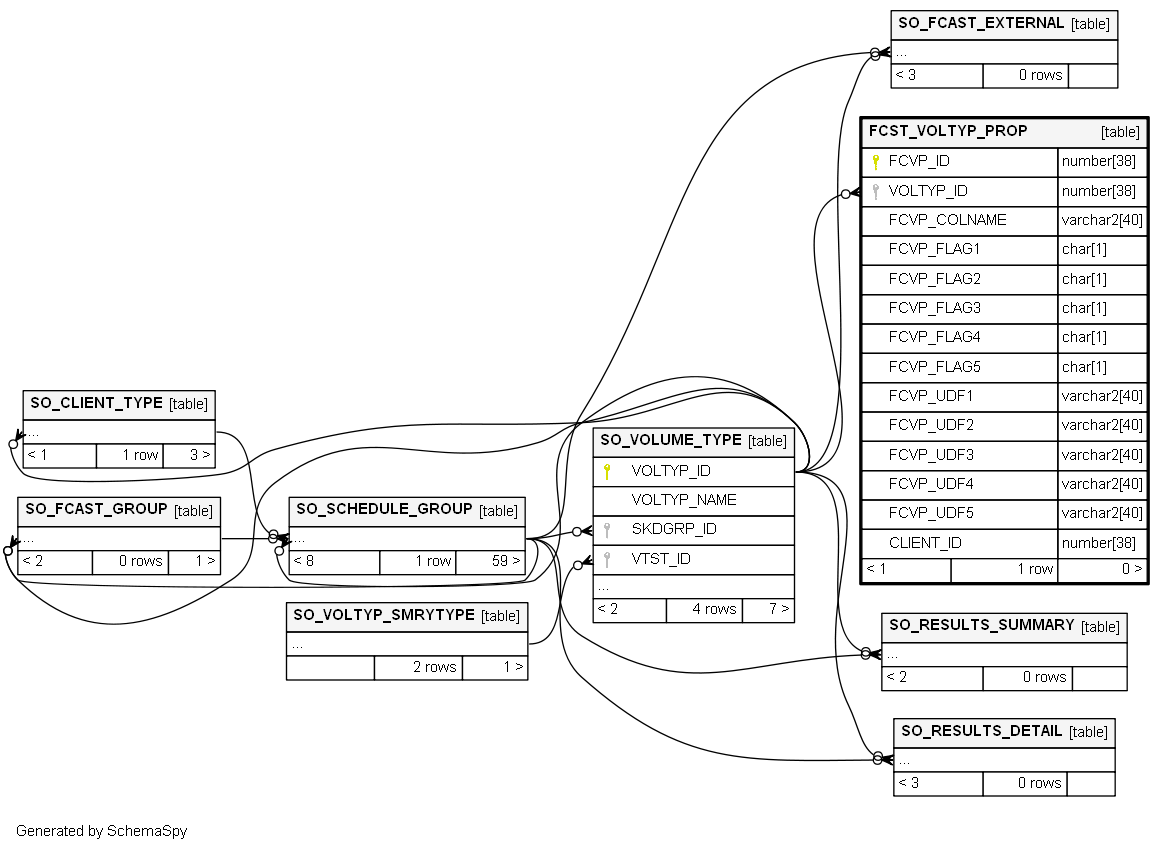 SO_FCAST_EXTERNAL [table]
...
< 3 0 rows
FCST_VOLTYP_PROP [table]
FCVP_ID number[38]
VOLTYP_ID number[38]
FCVP_COLNAME varchar2[40]
FCVP_FLAG1 char[1]
FCVP_FLAG2 char[1]
FCVP_FLAG3 char[1]
FCVP_FLAG4 char[1]
FCVP_FLAG5 char[1]
FCVP_UDF1 varchar2[40]
FCVP_UDF2 varchar2[40]
FCVP_UDF3 varchar2[40]
FCVP_UDF4 varchar2[40]
FCVP_UDF5 varchar2[40]
CLIENT_ID number[38]
< 1 1 row 0 >
SO_CLIENT_TYPE [table]
...
< 1 1 row 3 >
SO_FCAST_GROUP [table]
...
< 2 0 rows 1 >
SO_SCHEDULE_GROUP [table]
...
< 8 1 row 59 >
SO_VOLTYP_SMRYTYPE [table]
...
2 rows 1 >
SO_VOLUME_TYPE [table]
VOLTYP_ID
VOLTYP_NAME
SKDGRP_ID
VTST_ID
...
< 2 4 rows 7 >
SO_RESULTS_SUMMARY [table]
...
< 2 0 rows
SO_RESULTS_DETAIL [table]
...
< 3 0 rows
Generated by SchemaSpy